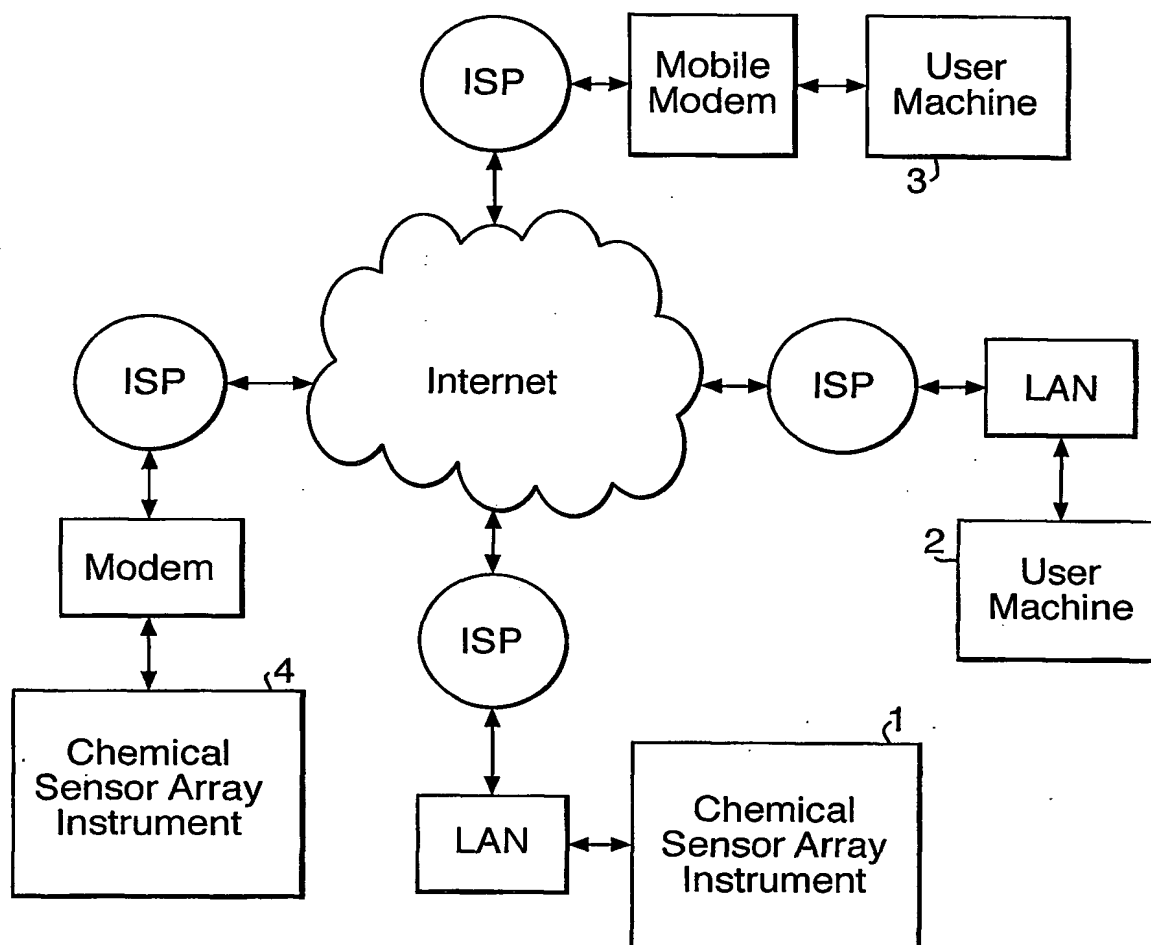 ISP
Mobile
Modem
User
Machine
3
ISP
Internet
ISP
LAN
Modem
2
User
Machine
ISP
4
Chemical
Sensor Array
Instrument
1
LAN
Chemical
Sensor Array
Instrument